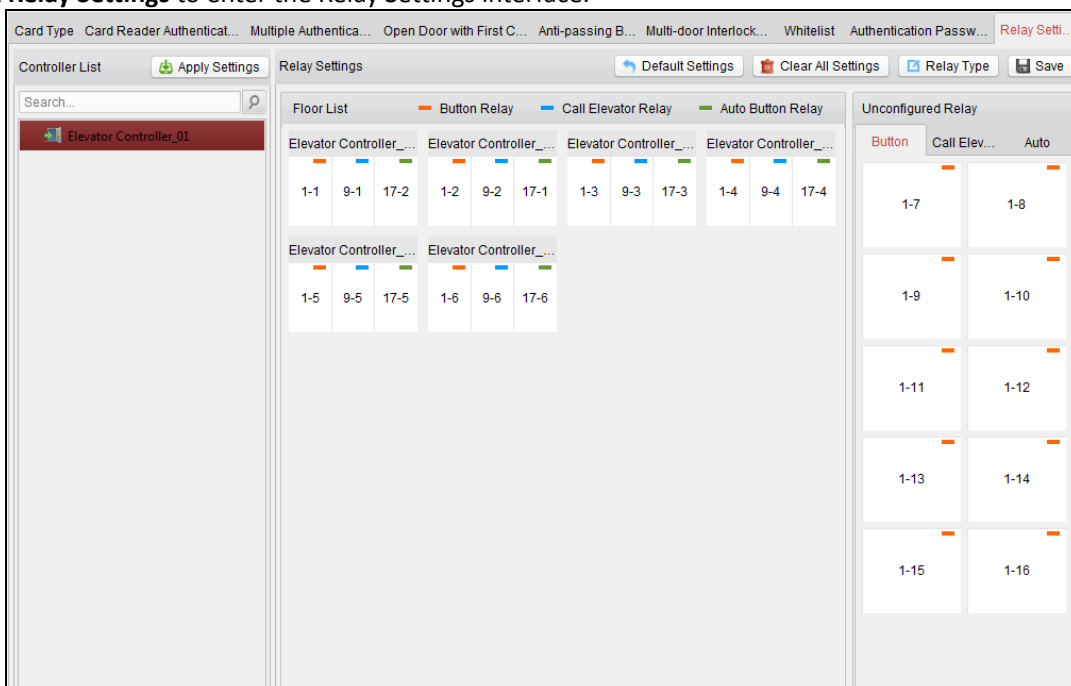 Relay Settings to enter the Relay Settings interface.
Card Type Card Reader Authenticat... Multiple Authentica... Open Door with First C... Anti-passing B... Multi-door Interlock... Whitelist Authentication Passw... Relay Setti...
Controller List Apply Settings Relay Settings Default Settings Clear All Settings Relay Type Save
Search...
Floor List Button Relay Call Elevator Relay Auto Button Relay Unconfigured Relay
Elevator Controller_01
Elevator Controller_... Elevator Controller_... Elevator Controller_... Elevator Controller_... Button Call Elev... Auto
1-1 9-1 17-2 1-2 9-2 17-1 1-3 9-3 17-3 1-4 9-4 17-4
1-7 1-8
Elevator Controller_... Elevator Controller_...
1-5 9-5 17-5 1-6 9-6 17-6
1-9 1-10
1-11 1-12
1-13 1-14
1-15 1-16